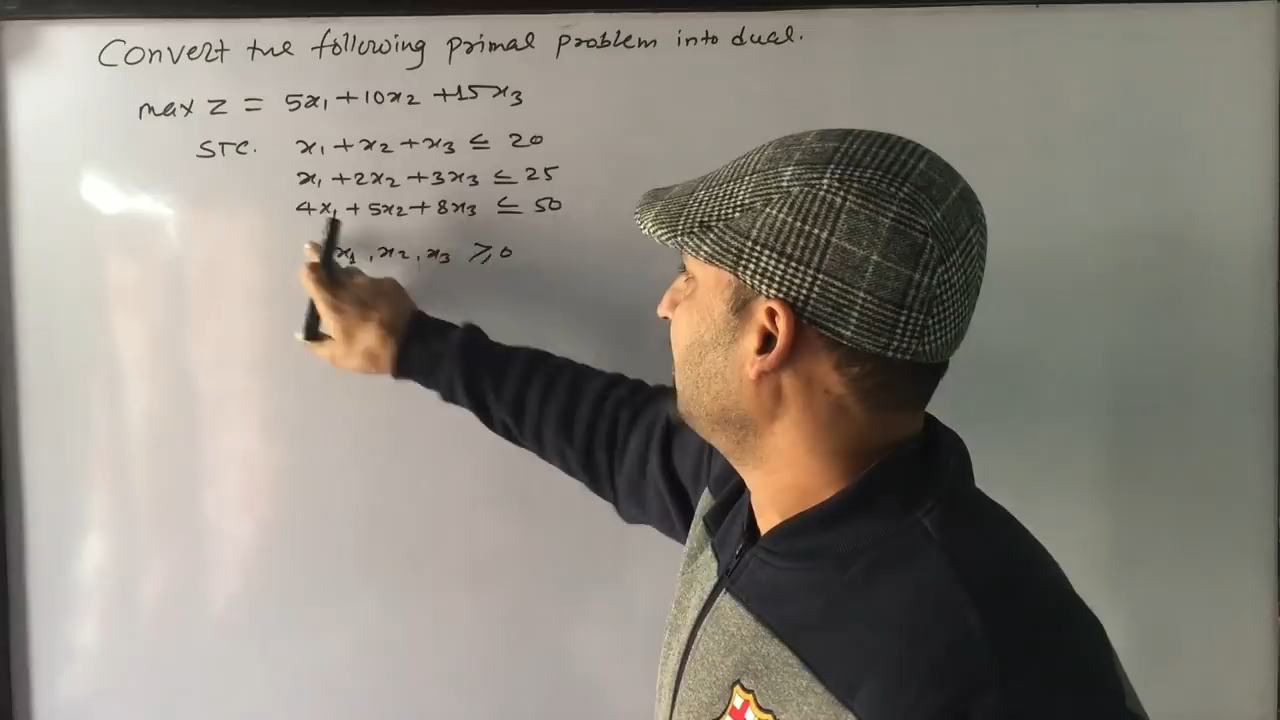 Convert the following primal problem into dual.
max z = 5x₁ + 10x₂ + 15x₃
STC. x₁ + x₂ + x₃ ≤ 20
x₁ + 2x₂ + 3x₃ ≤ 25
4x₁ + 5x₂ + 8x₃ ≤ 50
x₁, x₂, x₃ ≥ 0